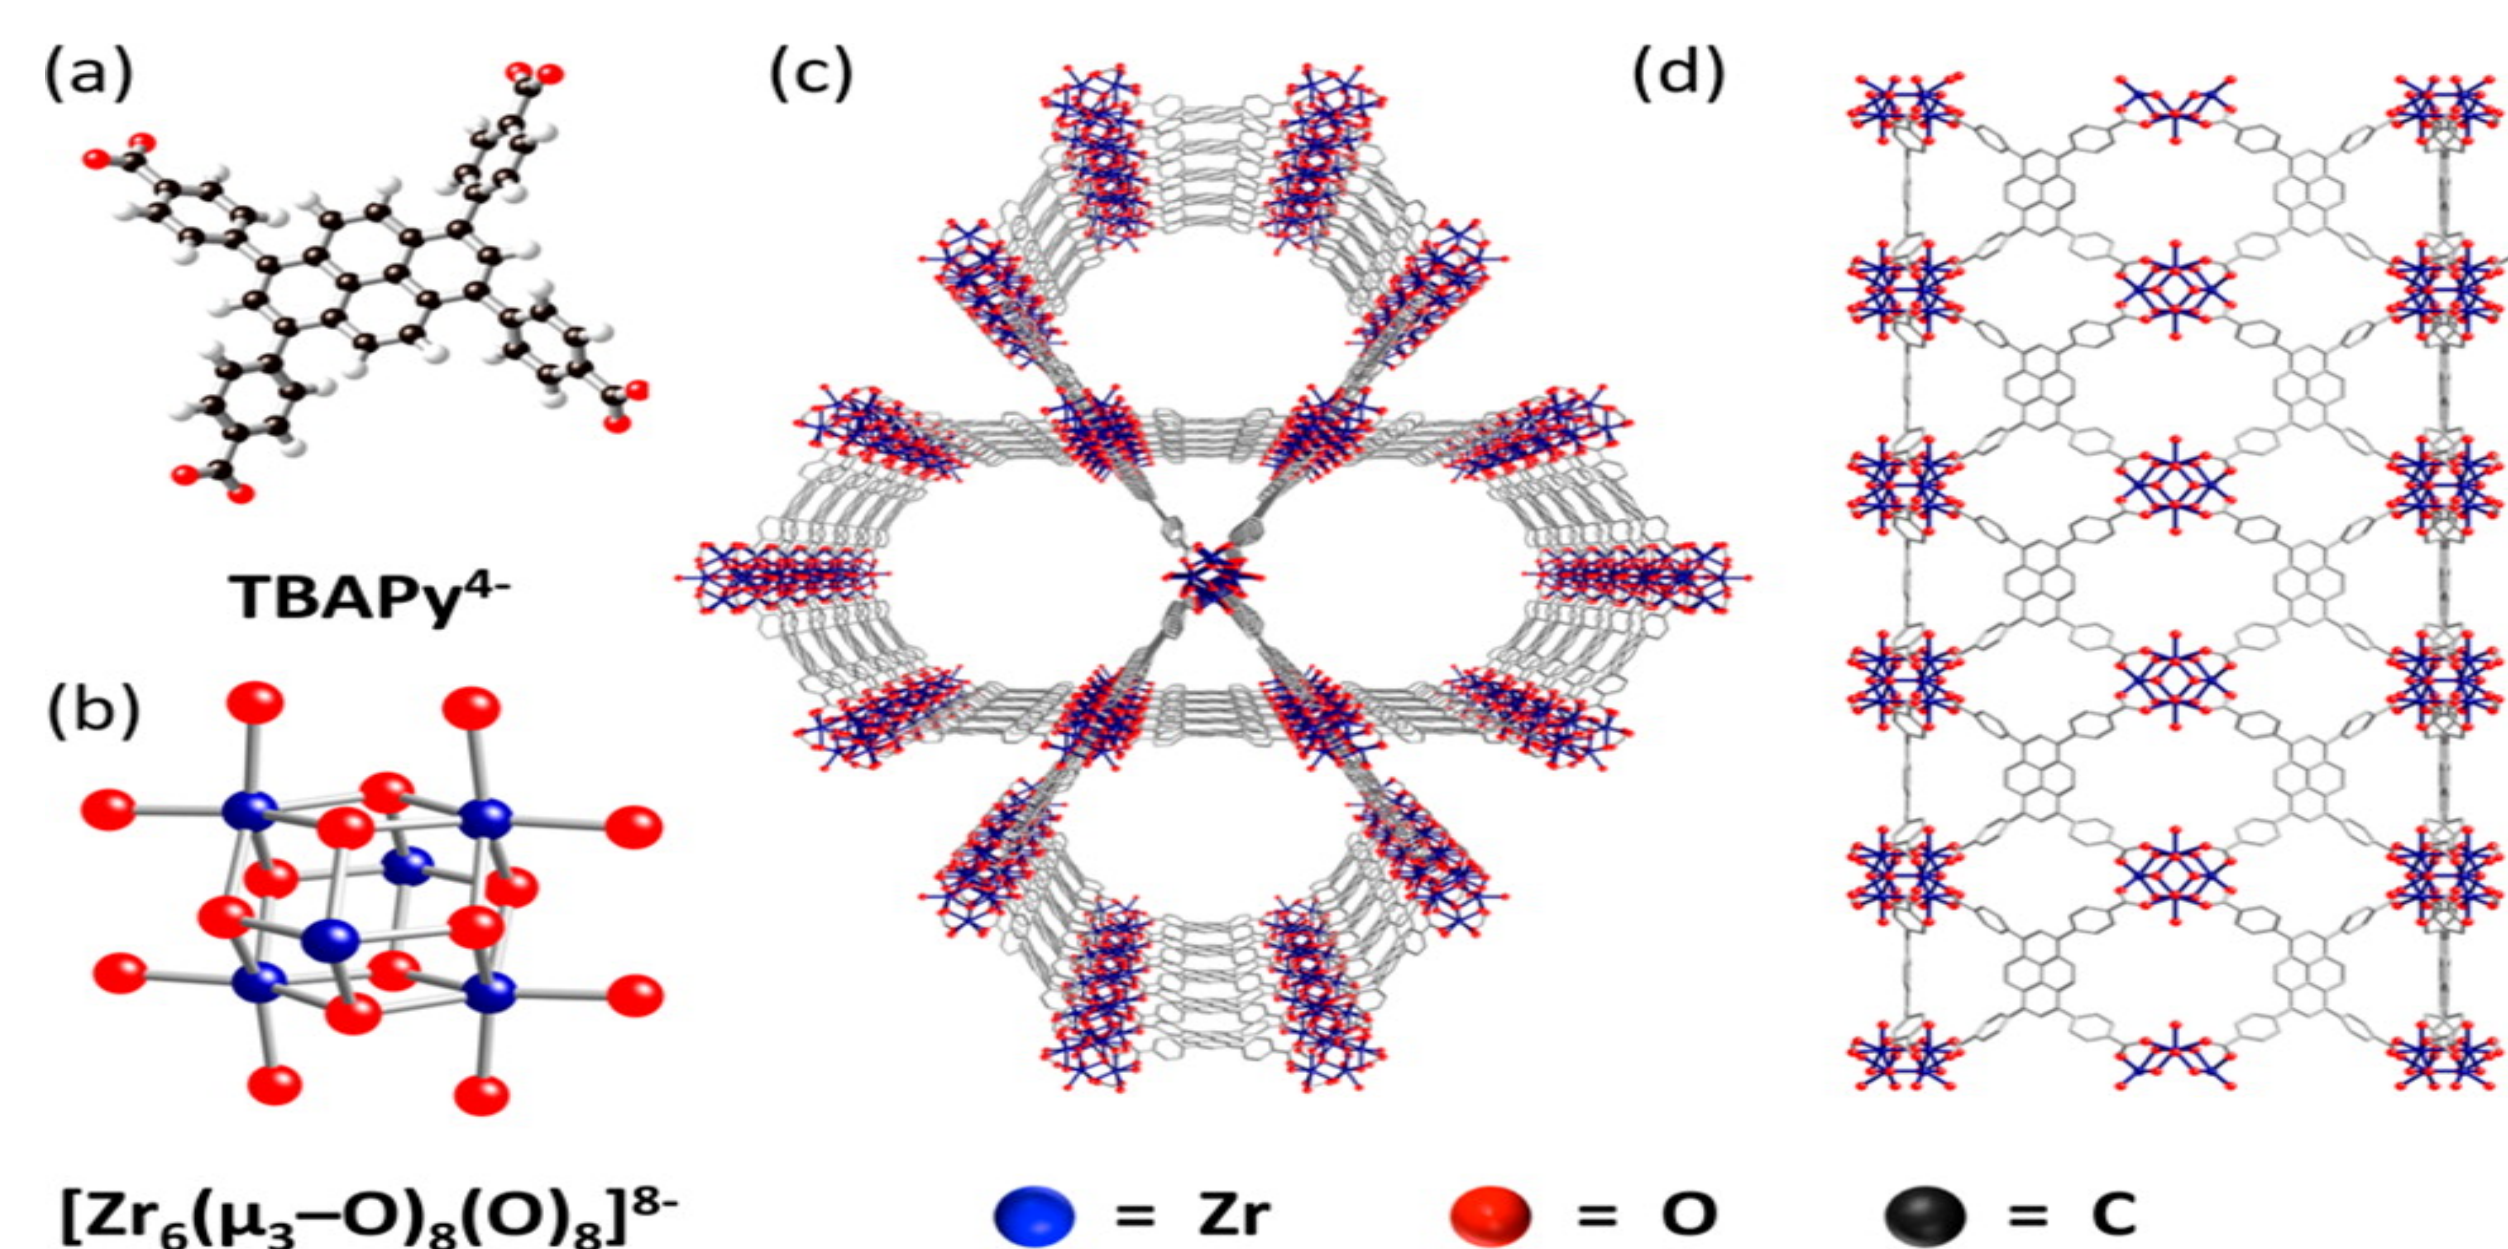 (a)
(c)
(d)
TBAPy⁴⁻
(b)
[Zr₆(μ₃–O)₈(O)₈]⁸⁻
= Zr
= O
= C